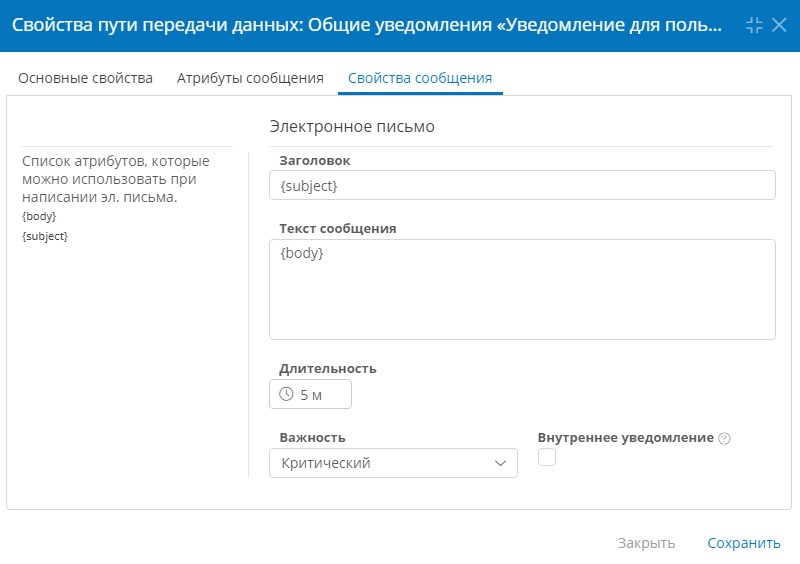 Свойства пути передачи данных: Общие уведомления «Уведомление для поль...
Основные свойства
Атрибуты сообщения
Свойства сообщения
Список атрибутов, которые
можно использовать при
написании эл. письма.
{body}
{subject}
Электронное письмо
Заголовок
{subject}
Текст сообщения
{body}
Длительность
5 м
Важность
Критический
Внутреннее уведомление ?
Закрыть
Сохранить